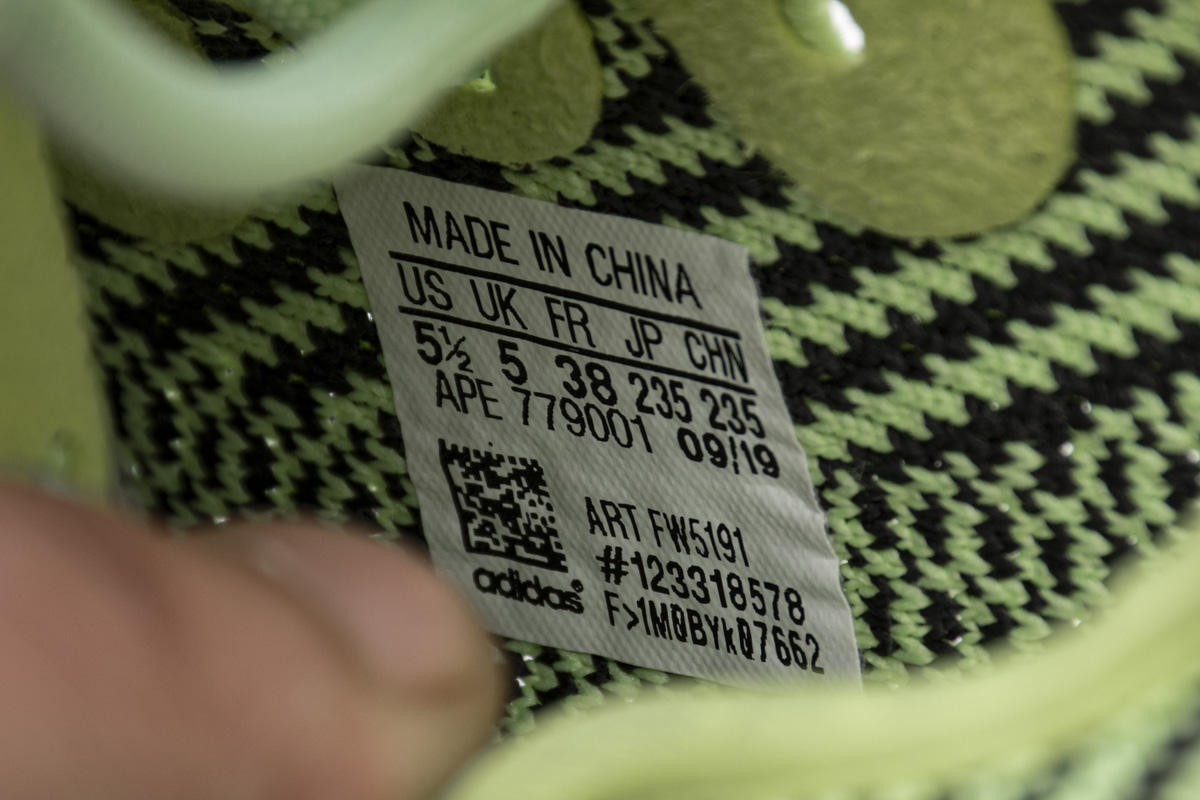 MADE IN CHINA
US UK FR JP CHN
5½ 5 38 235 235
APE 779001 09/19
ART FW5191
#123318578
F>1M0BYk07662
adidas®